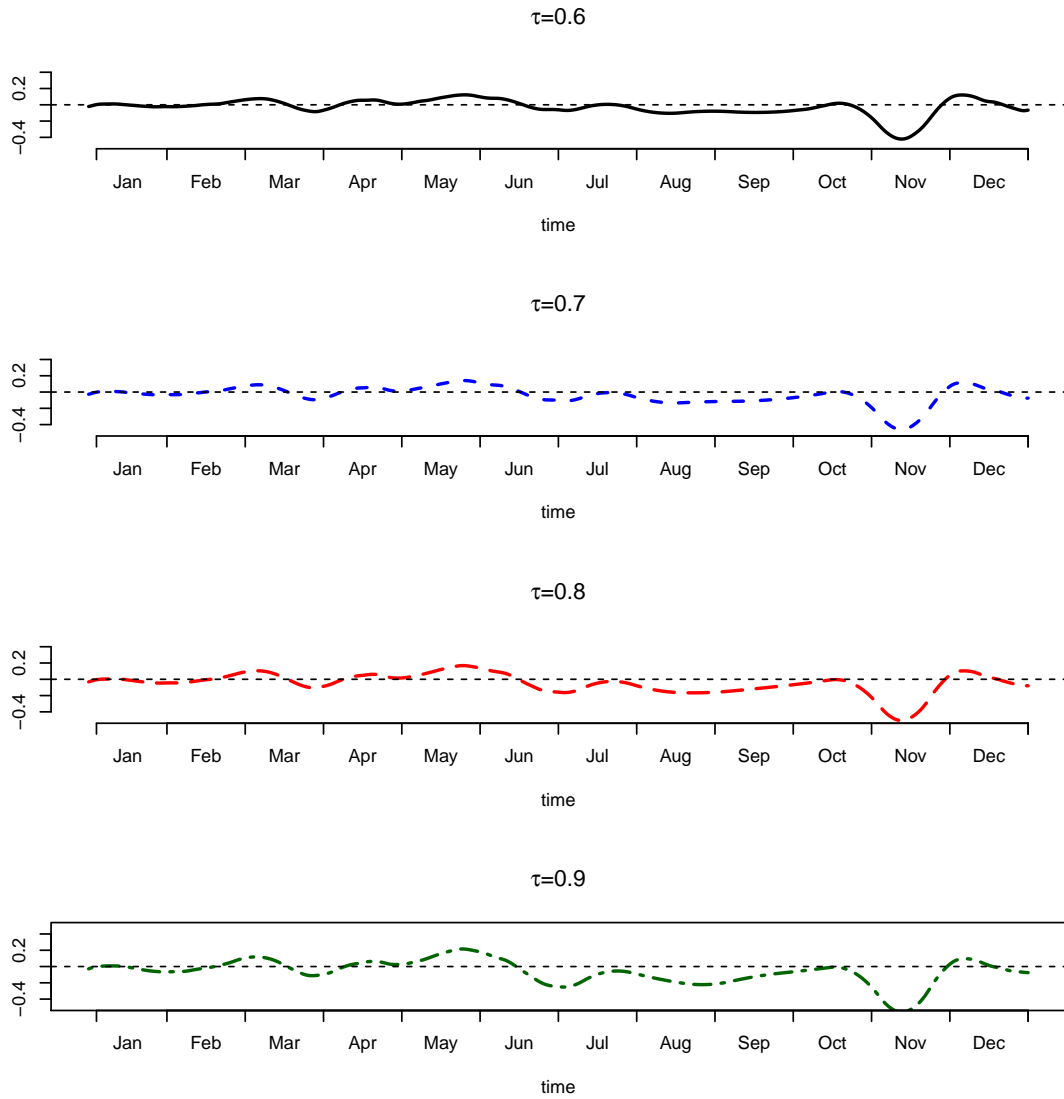 τ=0.6
0.2
−0.4
Jan Feb Mar Apr May Jun Jul Aug Sep Oct Nov Dec
time
τ=0.7
0.2
−0.4
Jan Feb Mar Apr May Jun Jul Aug Sep Oct Nov Dec
time
τ=0.8
0.2
−0.4
Jan Feb Mar Apr May Jun Jul Aug Sep Oct Nov Dec
time
τ=0.9
0.2
−0.4
Jan Feb Mar Apr May Jun Jul Aug Sep Oct Nov Dec
time